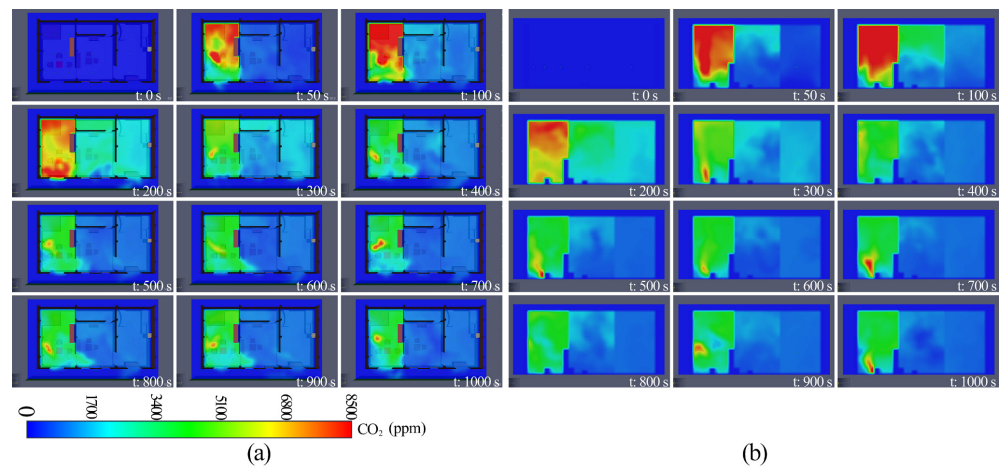 t: 0 s
t: 50 s
t: 100 s
t: 0 s
t: 50 s
t: 100 s
t: 200 s
t: 300 s
t: 400 s
t: 200 s
t: 300 s
t: 400 s
t: 500 s
t: 600 s
t: 700 s
t: 500 s
t: 600 s
t: 700 s
t: 800 s
t: 900 s
t: 1000 s
t: 800 s
t: 900 s
t: 1000 s
0 1700 3400 5100 6800 8500
CO₂ (ppm)
(a)
(b)